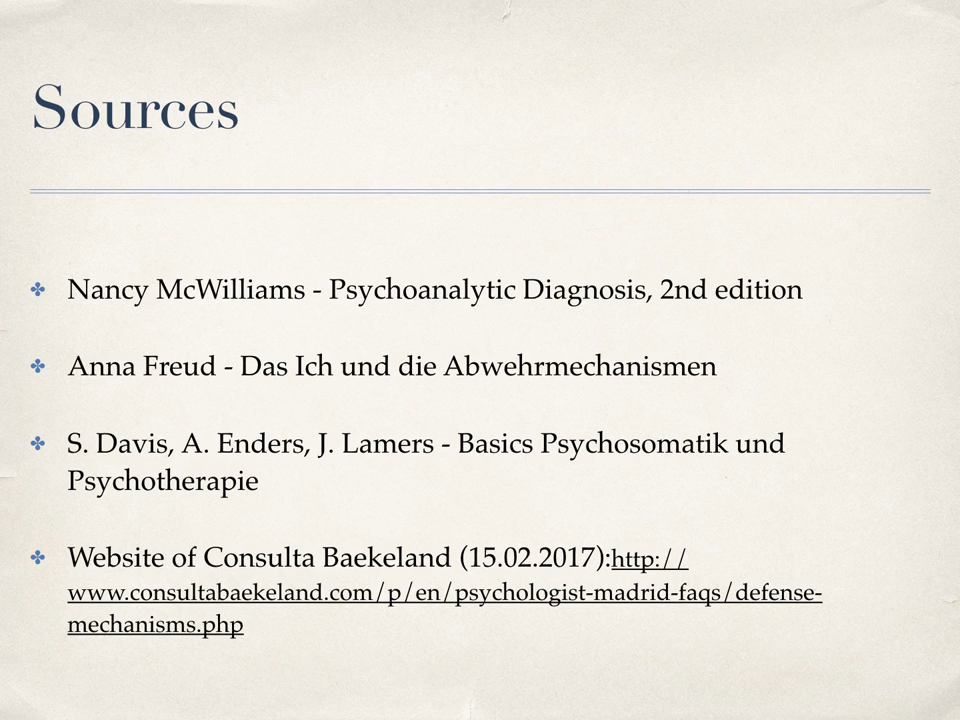 Sources
Nancy McWilliams - Psychoanalytic Diagnosis, 2nd edition
Anna Freud - Das Ich und die Abwehrmechanismen
S. Davis, A. Enders, J. Lamers - Basics Psychosomatik und
Psychotherapie
Website of Consulta Baekeland (15.02.2017):http://
www.consultabaekeland.com/p/en/psychologist-madrid-faqs/defense-
mechanisms.php